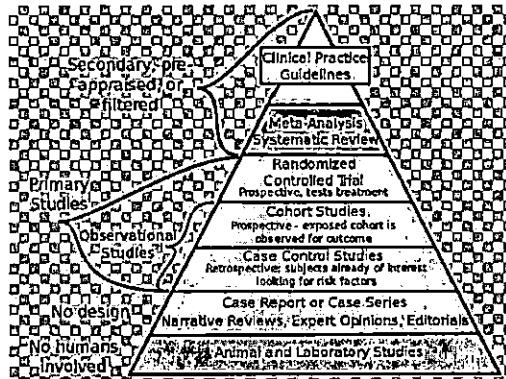 Clinical Practice
Guidelines
Secondary, pre-
appraised, or
filtered
Meta-Analysis
Systematic Review
Randomized
Controlled Trial
Prospective, tests treatment
Primary
Studies
Observational
Studies
Cohort Studies
Prospective - exposed cohort is
observed for outcome
Case Control Studies
Retrospective: subjects already of interest
looking for risk factors
No design
Case Report or Case Series
Narrative Reviews, Expert Opinions, Editorials
No humans
involved
Animal and Laboratory Studies